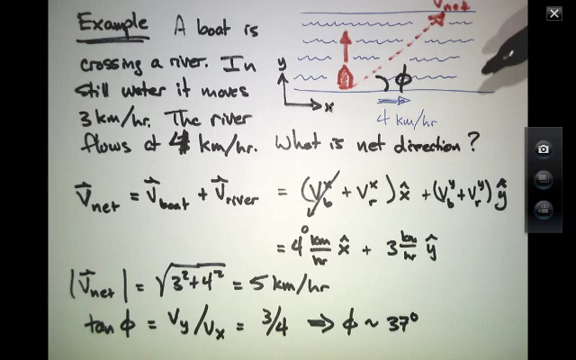 Example A boat is
crossing a river. In
still water it moves
3 km/hr. The river
flows at 4 km/hr. What is net direction?
V⃗net
y
x
ϕ
4 km/hr
V⃗net = V⃗boat + V⃗river = (Vbˣ + Vrˣ) x̂ + (Vbʸ + Vrʸ) ŷ
0
= 4 km/hr x̂ + 3 km/hr ŷ
|V⃗net| = √(3² + 4²) = 5 km/hr
tan ϕ = Vy/Vx = 3/4 ⇒ ϕ ~ 37°